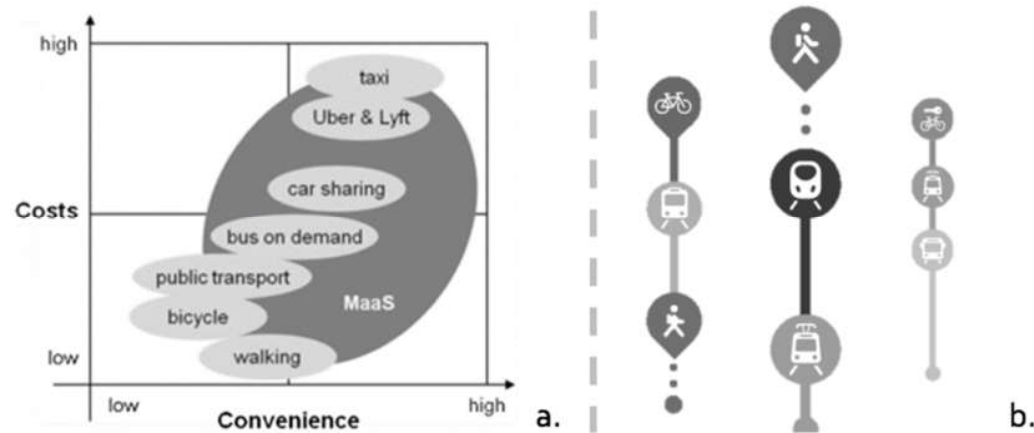 high
taxi
Uber & Lyft
car sharing
Costs
bus on demand
public transport
MaaS
bicycle
low
walking
low
high
Convenience
a.
b.